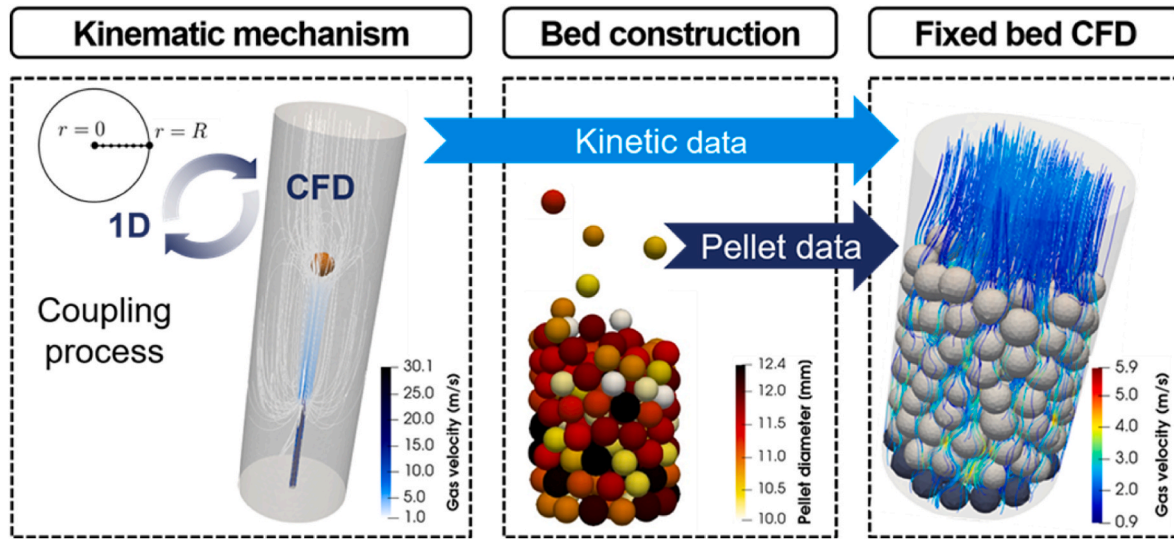 Kinematic mechanism
Bed construction
Fixed bed CFD
r = 0
r = R
1D
CFD
Coupling
process
30.1
25.0
20.0
15.0
10.0
5.0
1.0
Gas velocity (m/s)
Kinetic data
Pellet data
12.4
12.0
11.5
11.0
10.5
10.0
Pellet diameter (mm)
5.9
5.0
4.0
3.0
2.0
0.9
Gas velocity (m/s)